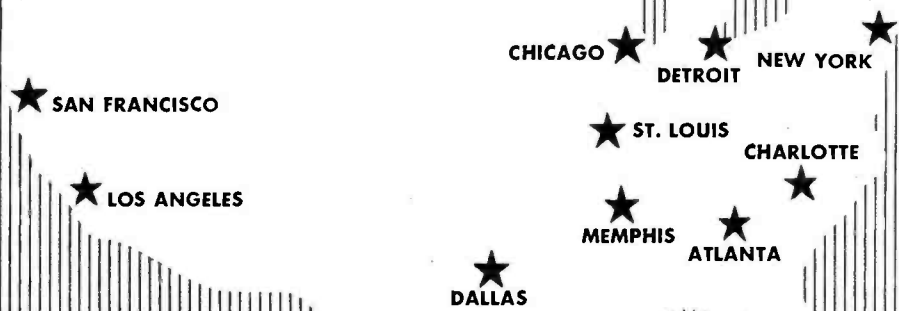 CHICAGO
DETROIT
NEW YORK
SAN FRANCISCO
ST. LOUIS
CHARLOTTE
LOS ANGELES
MEMPHIS
ATLANTA
DALLAS